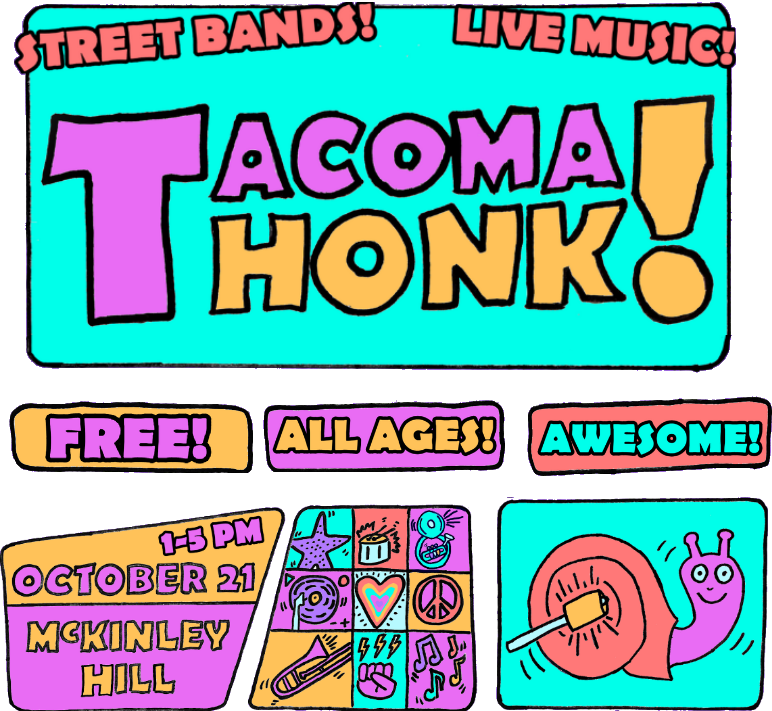 STREET BANDS! LIVE MUSIC!
TACOMA
HONK!
FREE! ALL AGES! AWESOME!
1-5 PM
OCTOBER 21
McKINLEY
HILL